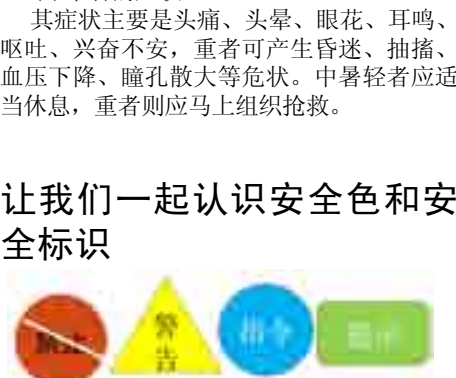 其症状主要是头痛、头晕、眼花、耳鸣、
呕吐、兴奋不安，重者可产生昏迷、抽搐、
血压下降、瞳孔散大等危状。中暑轻者应适
当休息，重者则应马上组织抢救。
让我们一起认识安全色和安
全标识
禁止
警
告
指令
提示